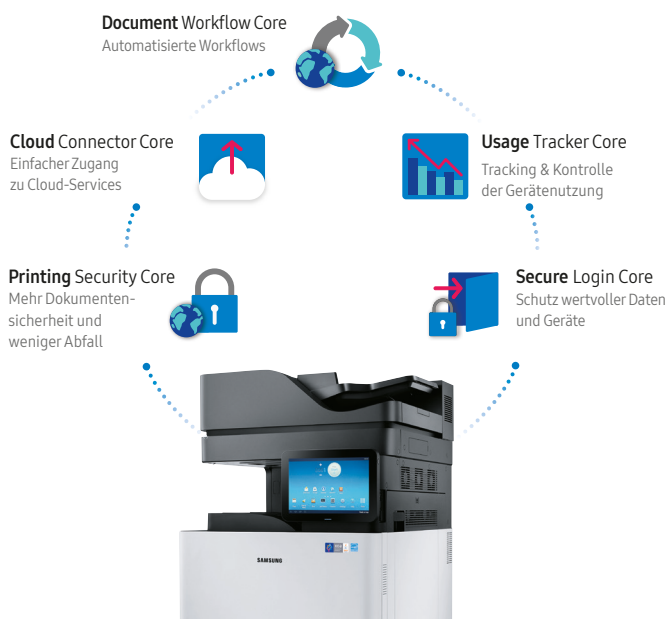 Document Workflow Core
Automatisierte Workflows
Cloud Connector Core
Einfacher Zugang
zu Cloud-Services
Usage Tracker Core
Tracking & Kontrolle
der Gerätenutzung
Printing Security Core
Mehr Dokumenten-
sicherheit und
weniger Abfall
Secure Login Core
Schutz wertvoller Daten
und Geräte
SAMSUNG